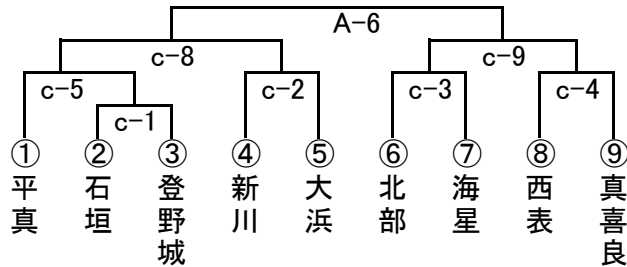 A-6
c-8
c-9
c-5
c-2
c-3
c-4
c-1
① ② ③ ④ ⑤ ⑥ ⑦ ⑧ ⑨
平真
石垣
登野城
新川
大浜
北部
海星
西表
真喜良